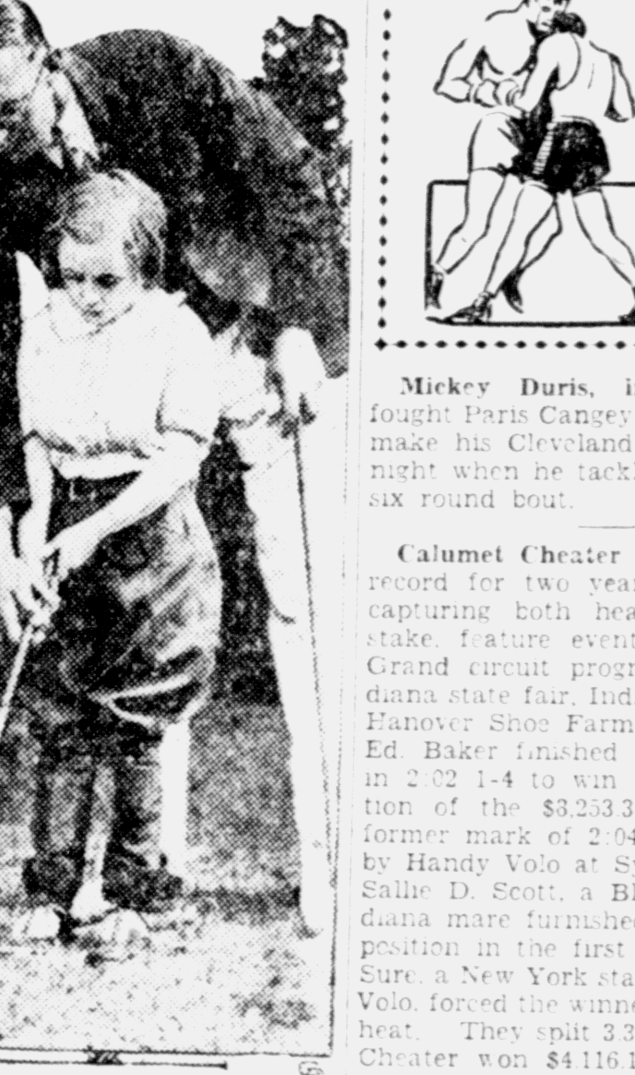 Mickey Duris, i
fought Paris Cangey
make his Cleveland
night when he tack
six round bout.
Calumet Cheater
record for two year
capturing both hea
stake, feature event
Grand circuit progr
diana state fair, Ind
Hanover Shoe Farm
Ed. Baker finished
in 2:02 1-4 to win
tion of the $8,253.3
former mark of 2:04
by Handy Volo at Sy
Sallie D. Scott, a Bl
diana mare furnished
position in the first
Sure, a New York sta
Volo, forced the winne
heat. They split 3.3
Cheater won $4,116.1